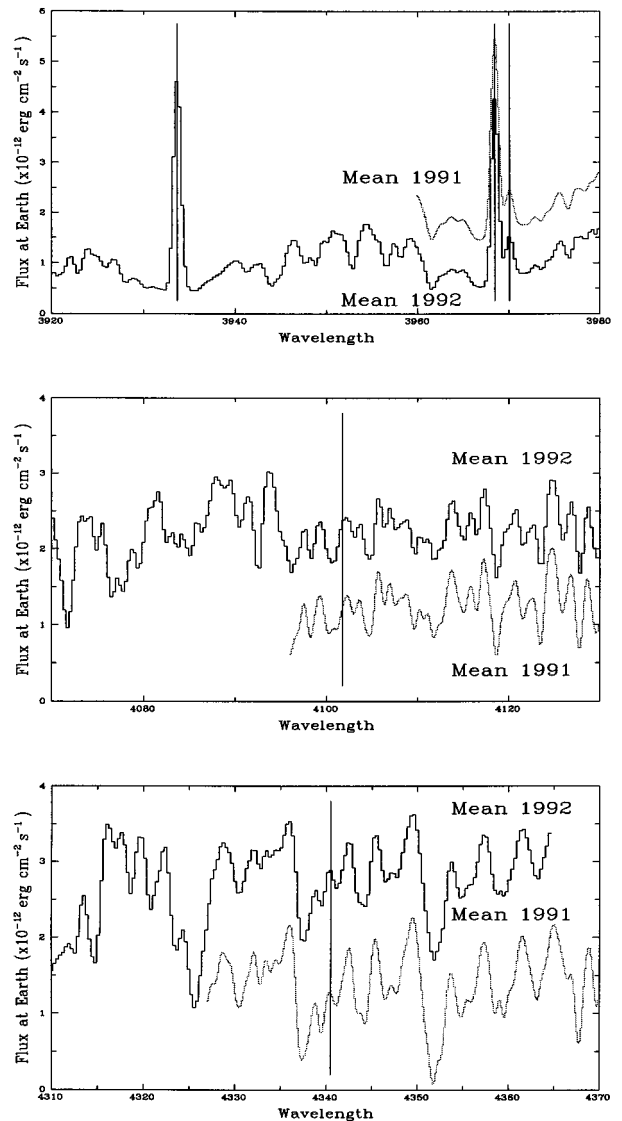 6
5
4
3
2
1
0
Flux at Earth (x10⁻¹² erg cm⁻² s⁻¹)
Mean 1991
Mean 1992
3920
3940
3960
3980
Wavelength
4
3
2
1
0
Flux at Earth (x10⁻¹² erg cm⁻² s⁻¹)
Mean 1992
Mean 1991
4080
4100
4120
Wavelength
4
3
2
1
0
Flux at Earth (x10⁻¹² erg cm⁻² s⁻¹)
Mean 1992
Mean 1991
4310
4320
4330
4340
4350
4360
4370
Wavelength